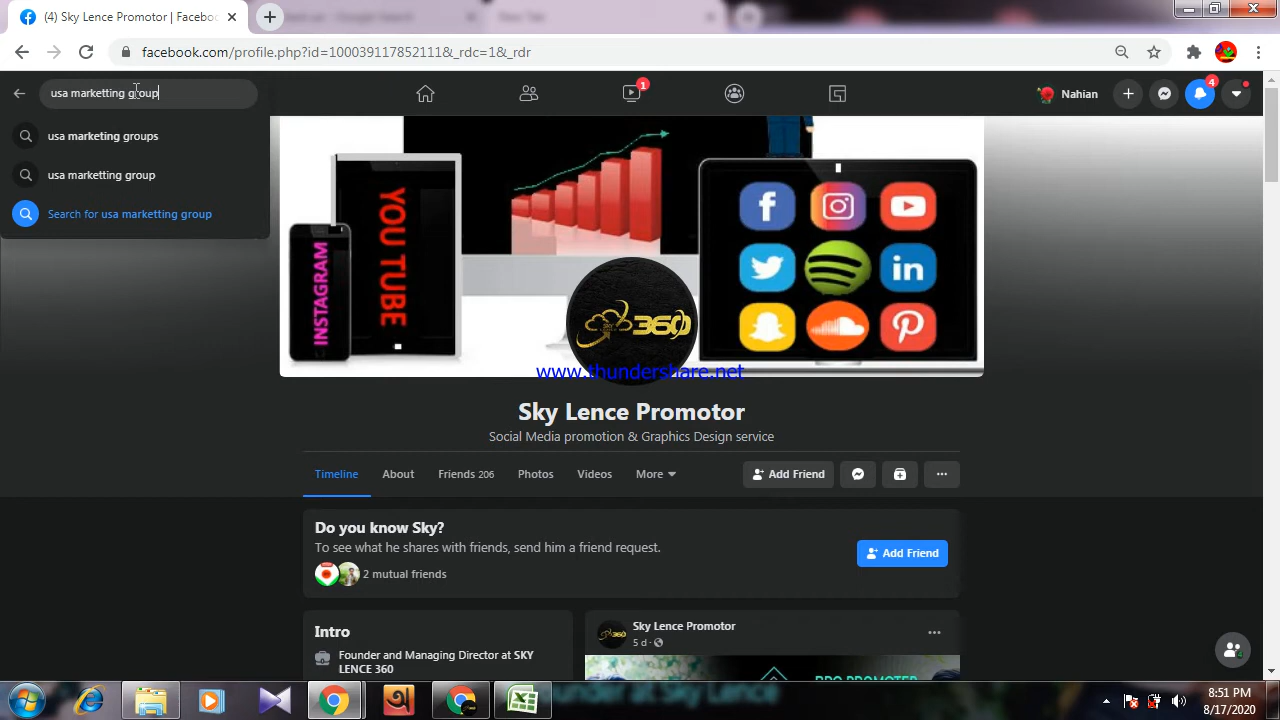 (4) Sky Lence Promotor | Faceboo
facebook.com/profile.php?id=100039117852111&_rdc=1&_rdr
usa marketting group
1
Nahian
4
usa marketing groups
usa marketting group
Search for usa marketting group
INSTAGRAM
YOU TUBE
360
www.thundershare.net
Sky Lence Promotor
Social Media promotion & Graphics Design service
Timeline
About
Friends 206
Photos
Videos
More
Add Friend
Do you know Sky?
To see what he shares with friends, send him a friend request.
2 mutual friends
Add Friend
Intro
Founder and Managing Director at SKY
LENCE 360
Sky Lence Promotor
5 d
8:51 PM
8/17/2020